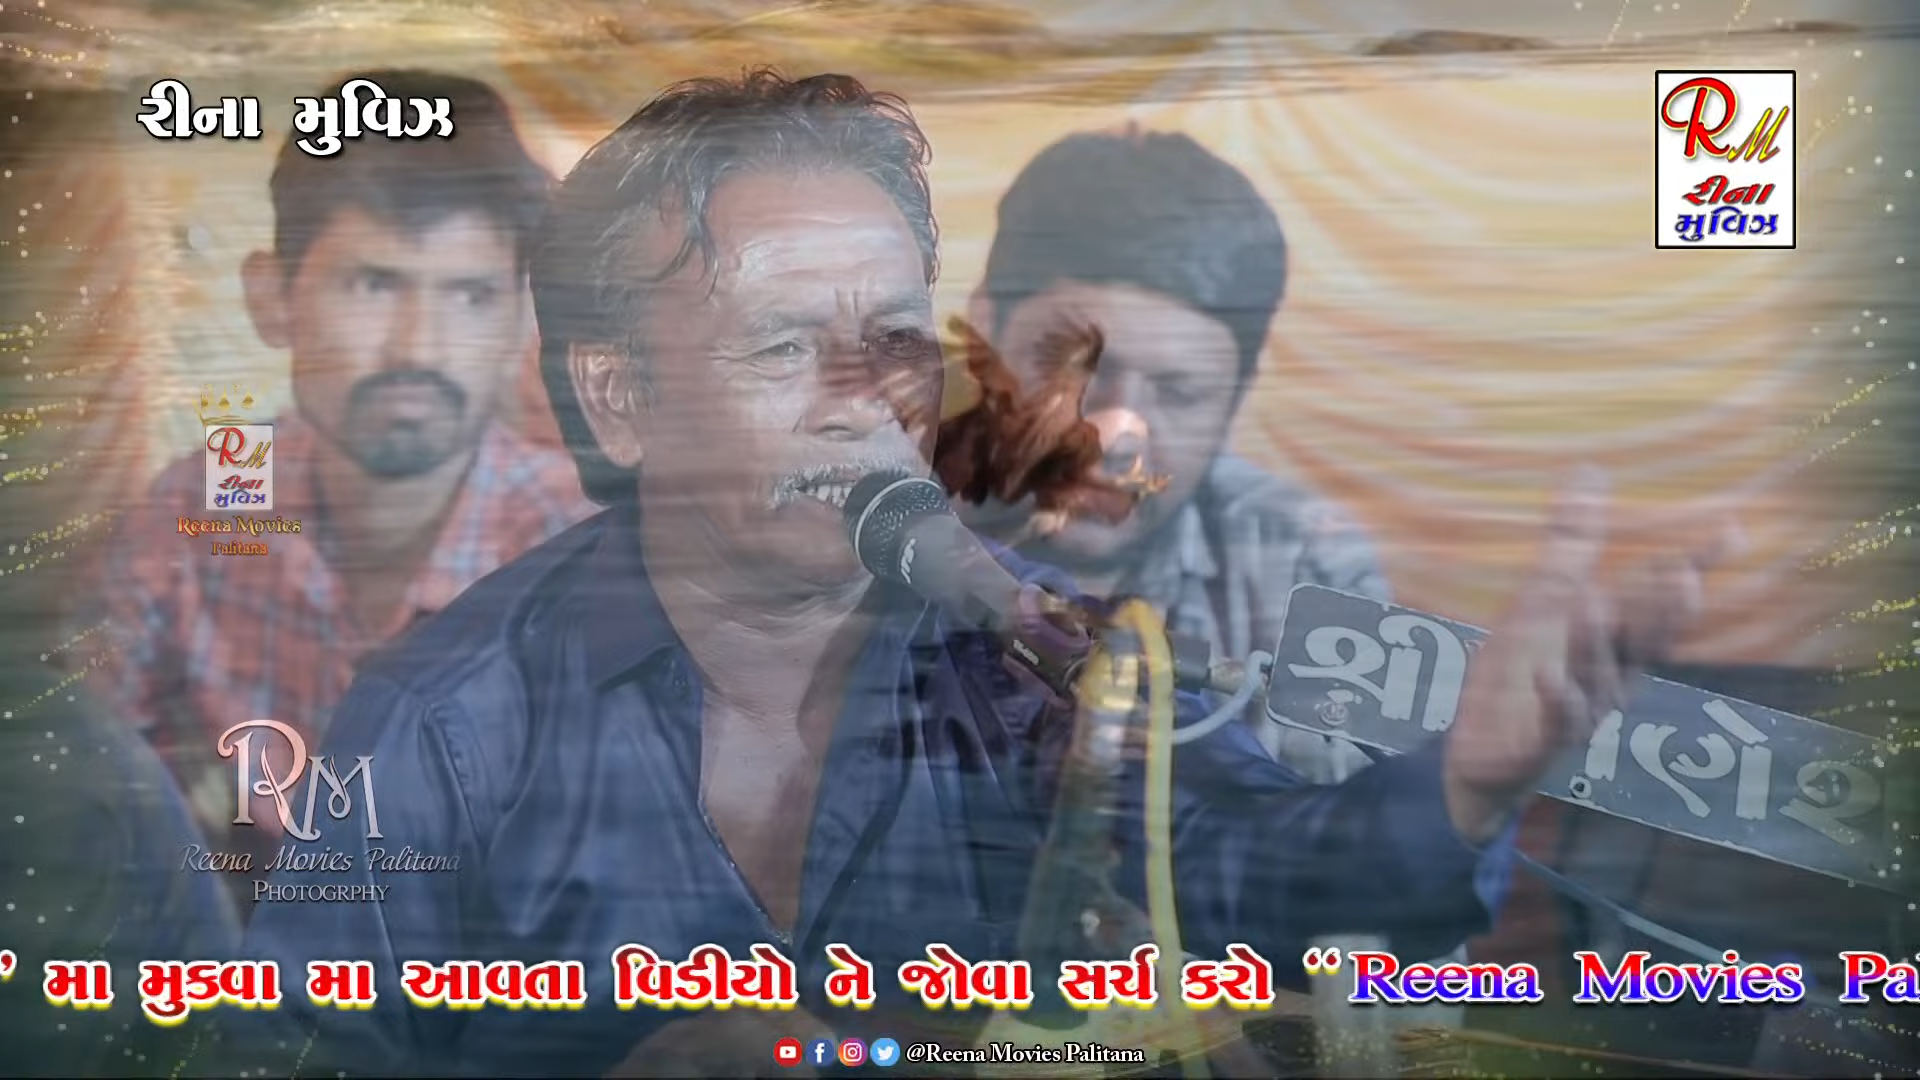 રીના મુવિઝ
RM
રીના
મુવિઝ
RM
રીના
મુવિઝ
Reena Movies
Palitana
શ્રી
RM
Reena Movies Palitana
PHOTOGRPHY
” મા મુકવા મા આવતા વિડીયો ને જોવા સર્ચ કરો “Reena Movies Pa
@Reena Movies Palitana